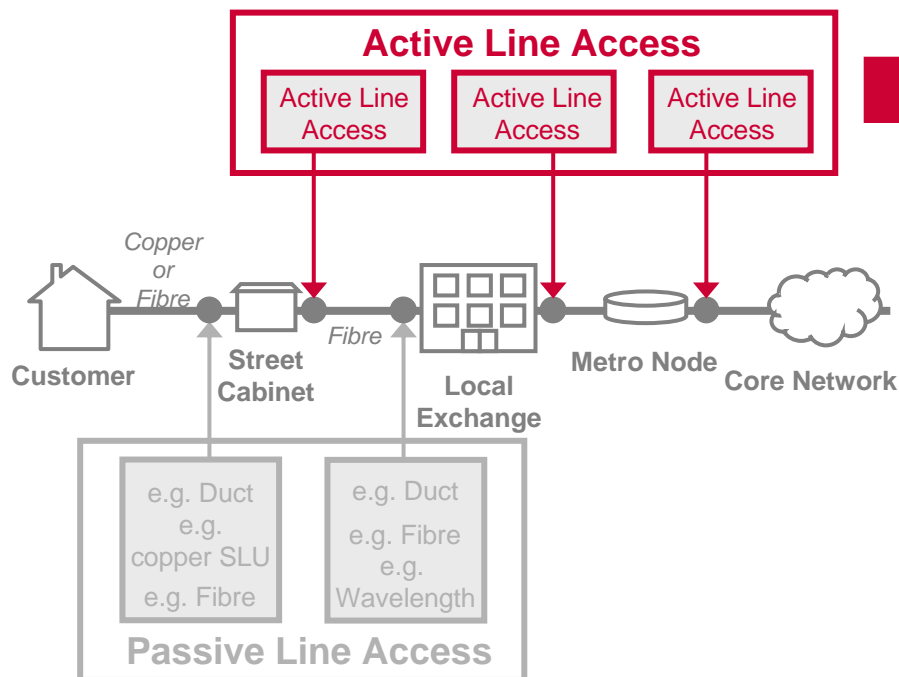 Active Line Access
Active Line
Access
Active Line
Access
Active Line
Access
Copper
or
Fibre
Fibre
Customer
Street
Cabinet
Local
Exchange
Metro Node
Core Network
e.g. Duct
e.g.
copper SLU
e.g. Fibre
e.g. Duct
e.g. Fibre
e.g.
Wavelength
Passive Line Access